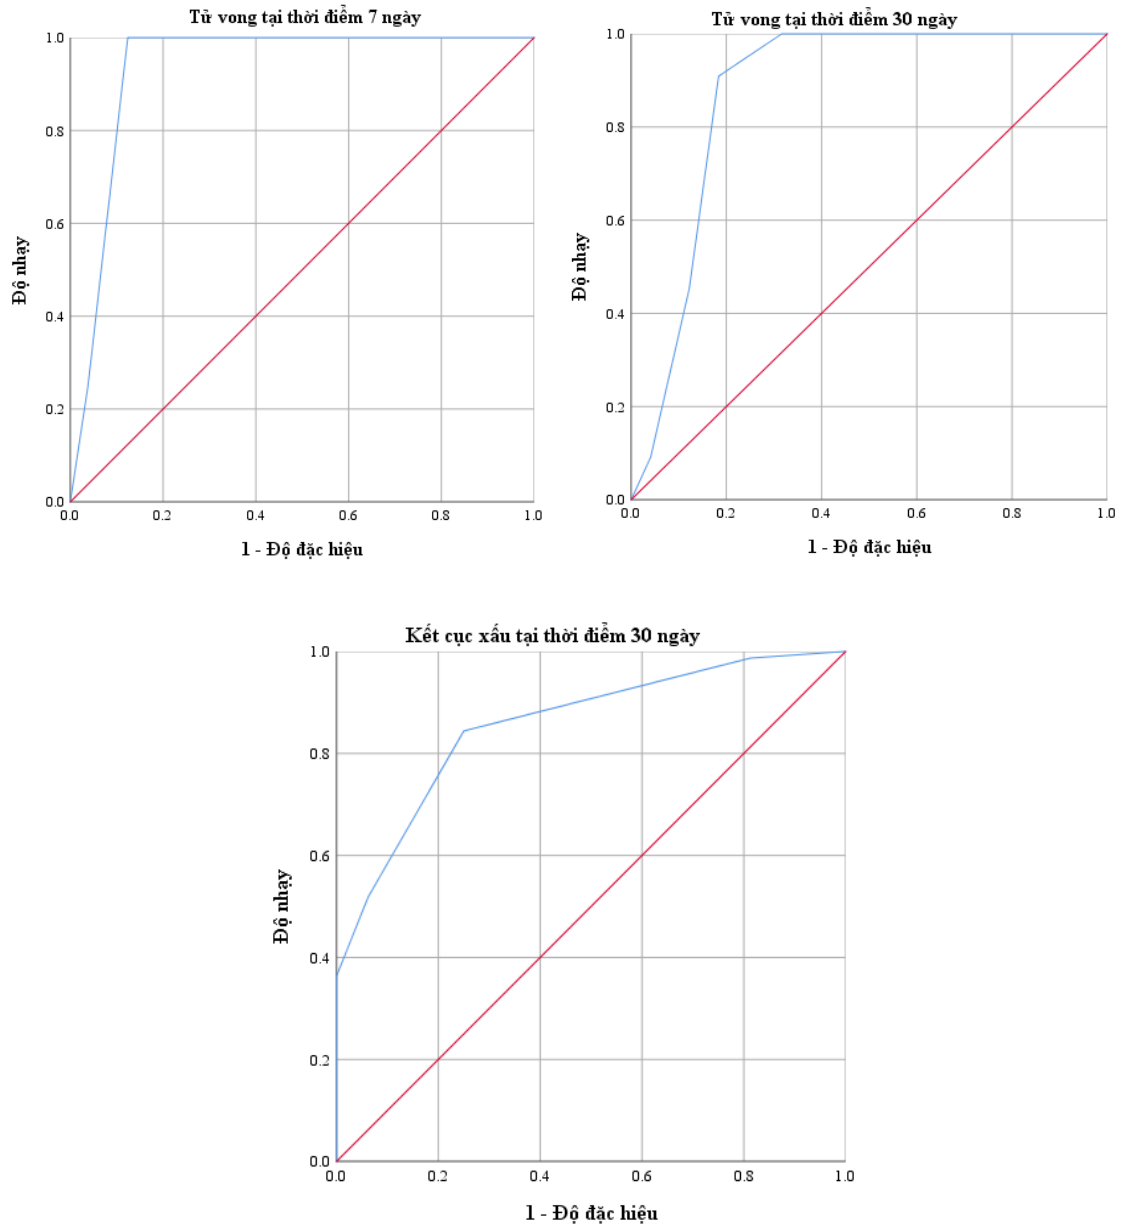 Tử vong tại thời điểm 7 ngày
1.0
0.8
0.6
0.4
0.2
0.0
Độ nhạy
0.0 0.2 0.4 0.6 0.8 1.0
1 - Độ đặc hiệu
Tử vong tại thời điểm 30 ngày
1.0
0.8
0.6
0.4
0.2
0.0
Độ nhạy
0.0 0.2 0.4 0.6 0.8 1.0
1 - Độ đặc hiệu
Kết cục xấu tại thời điểm 30 ngày
1.0
0.8
0.6
0.4
0.2
0.0
Độ nhạy
0.0 0.2 0.4 0.6 0.8 1.0
1 - Độ đặc hiệu